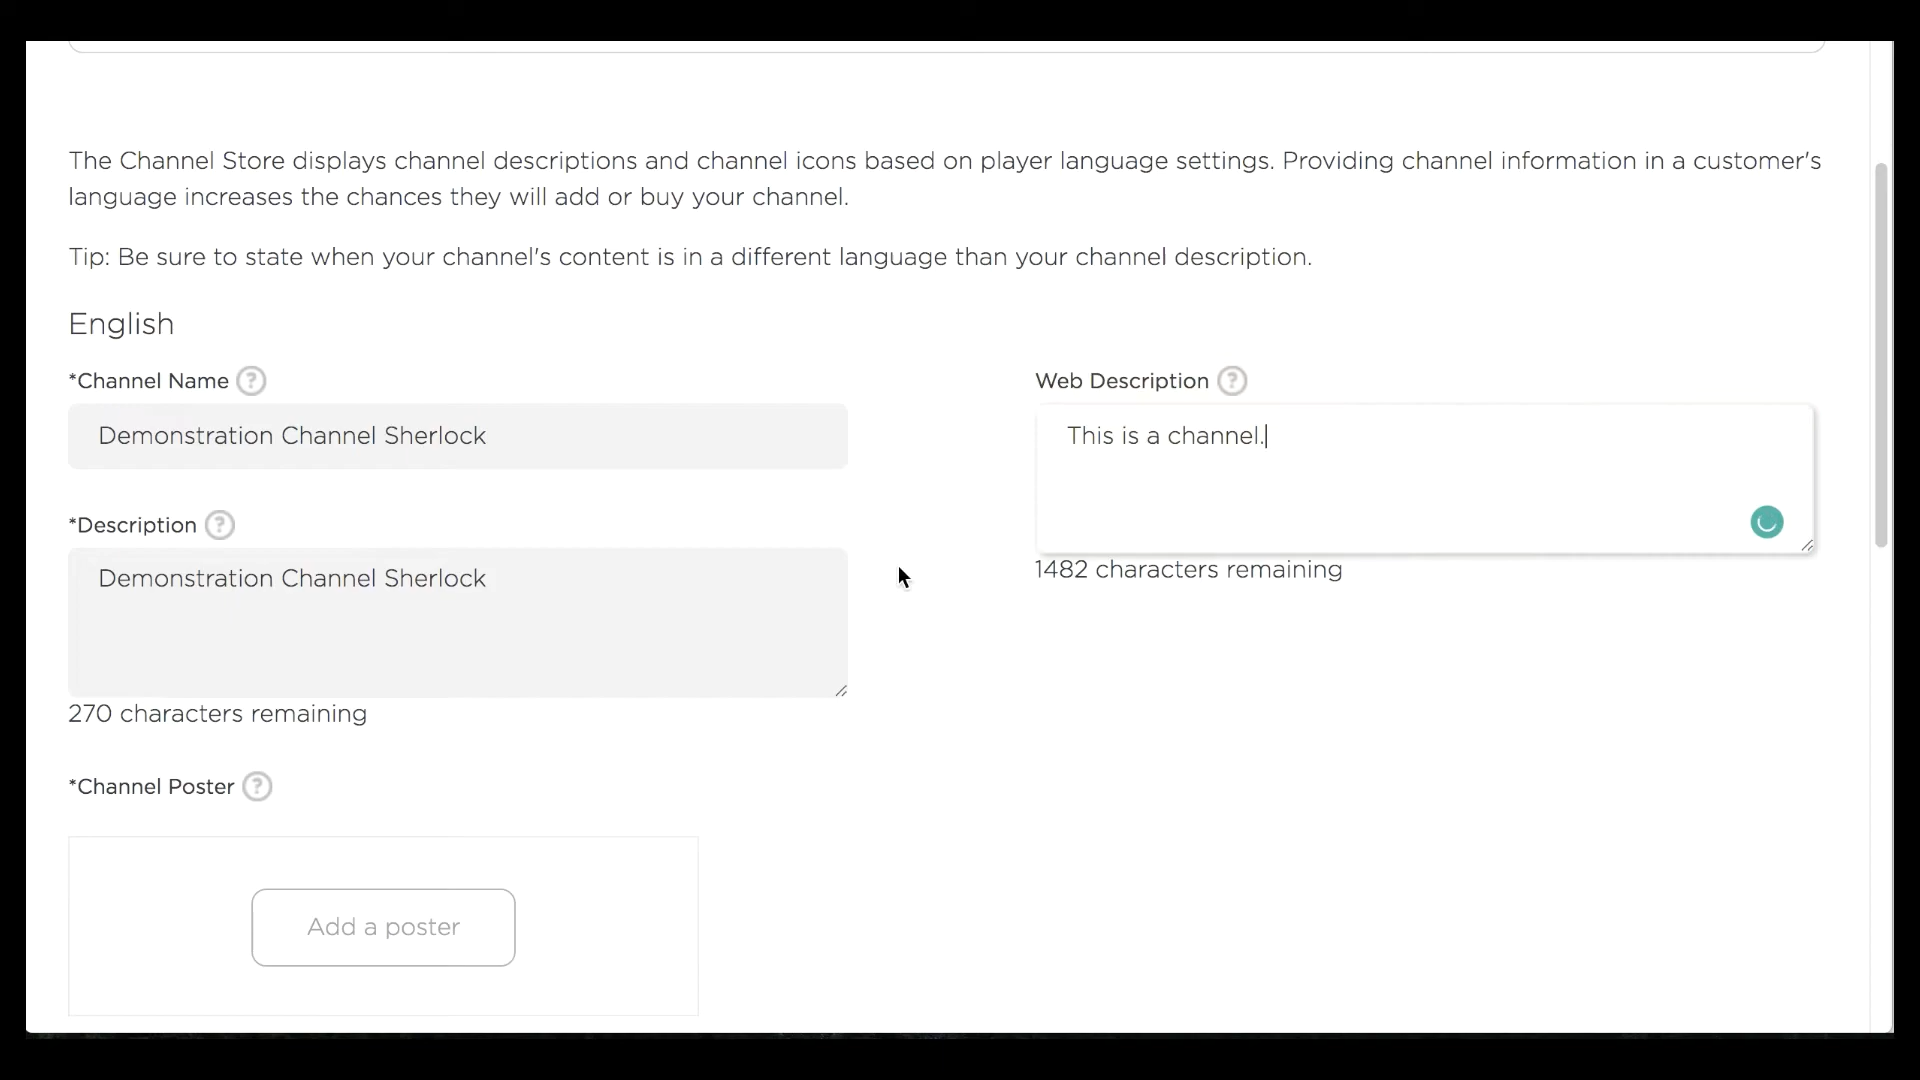 The Channel Store displays channel descriptions and channel icons based on player language settings. Providing channel information in a customer's
language increases the chances they will add or buy your channel.
Tip: Be sure to state when your channel's content is in a different language than your channel description.
English
*Channel Name ?
Demonstration Channel Sherlock
*Description ?
Demonstration Channel Sherlock
270 characters remaining
*Channel Poster ?
Add a poster
Web Description ?
This is a channel.
1482 characters remaining